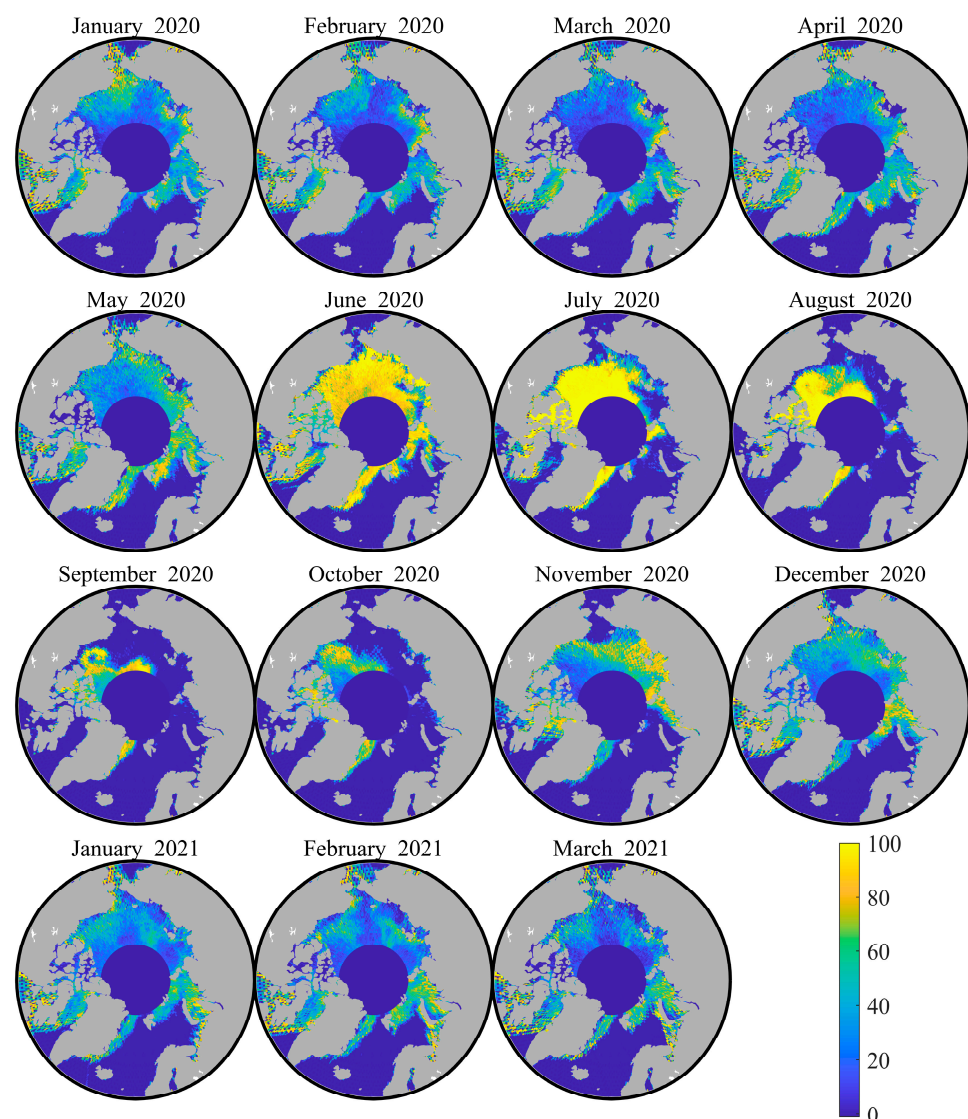 January 2020 February 2020 March 2020 April 2020
May 2020 June 2020 July 2020 August 2020
September 2020 October 2020 November 2020 December 2020
January 2021 February 2021 March 2021
100
80
60
40
20
0